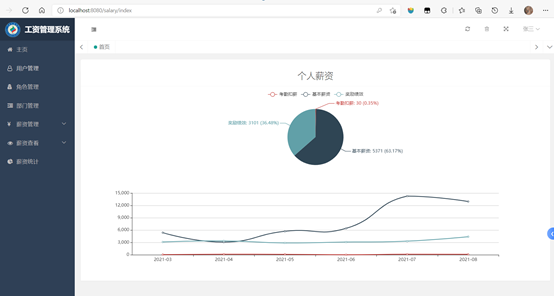 localhost:8080/salary/index
工资管理系统
张三
主页
首页
用户管理
角色管理
部门管理
薪资管理
薪资查看
薪资统计
个人薪资
考勤扣薪 基本薪资 奖励绩效
考勤扣薪: 30 (0.35%)
奖励绩效: 3101 (36.48%)
基本薪资: 5371 (63.17%)
15,000
12,000
9,000
6,000
3,000
0
2021-03 2021-04 2021-05 2021-06 2021-07 2021-08